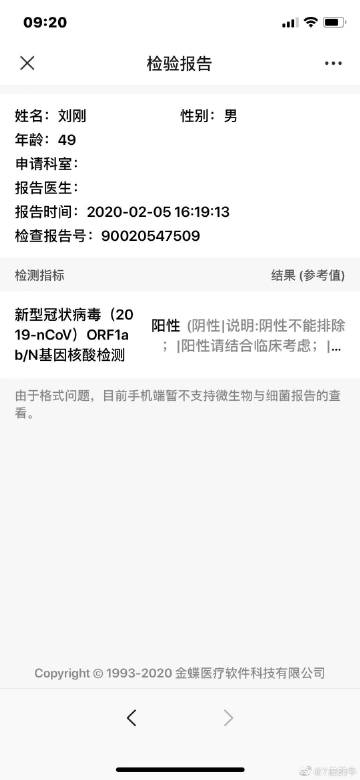 09:20
检验报告
姓名：刘刚 性别：男
年龄：49
申请科室：
报告医生：
报告时间：2020-02-05 16:19:13
检查报告号：90020547509
检测指标 结果 (参考值)
新型冠状病毒（20
19-nCoV）ORF1a
b/N基因核酸检测
阳性 (阴性|说明:阴性不能排除
；|阳性请结合临床考虑；|...
由于格式问题，目前手机端暂不支持微生物与细菌报告的查
看。
Copyright © 1993-2020 金蝶医疗软件科技有限公司